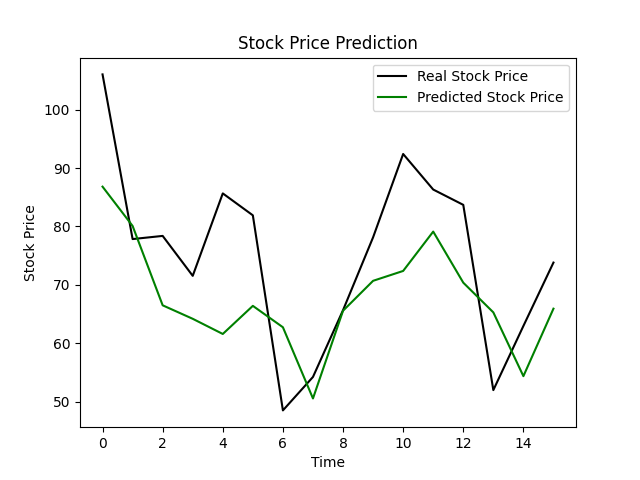 Stock Price Prediction
Real Stock Price
Predicted Stock Price
Stock Price
100
90
80
70
60
50
0 2 4 6 8 10 12 14
Time